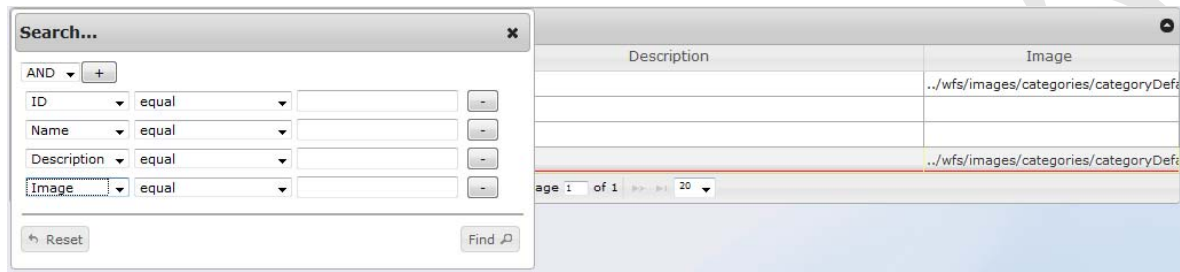 Search... ×
Description Image
AND +
../wfs/images/categories/categoryDefa
ID equal -
Name equal -
Description equal -
../wfs/images/categories/categoryDefa
Image equal -
age 1 of 1 20
Reset Find